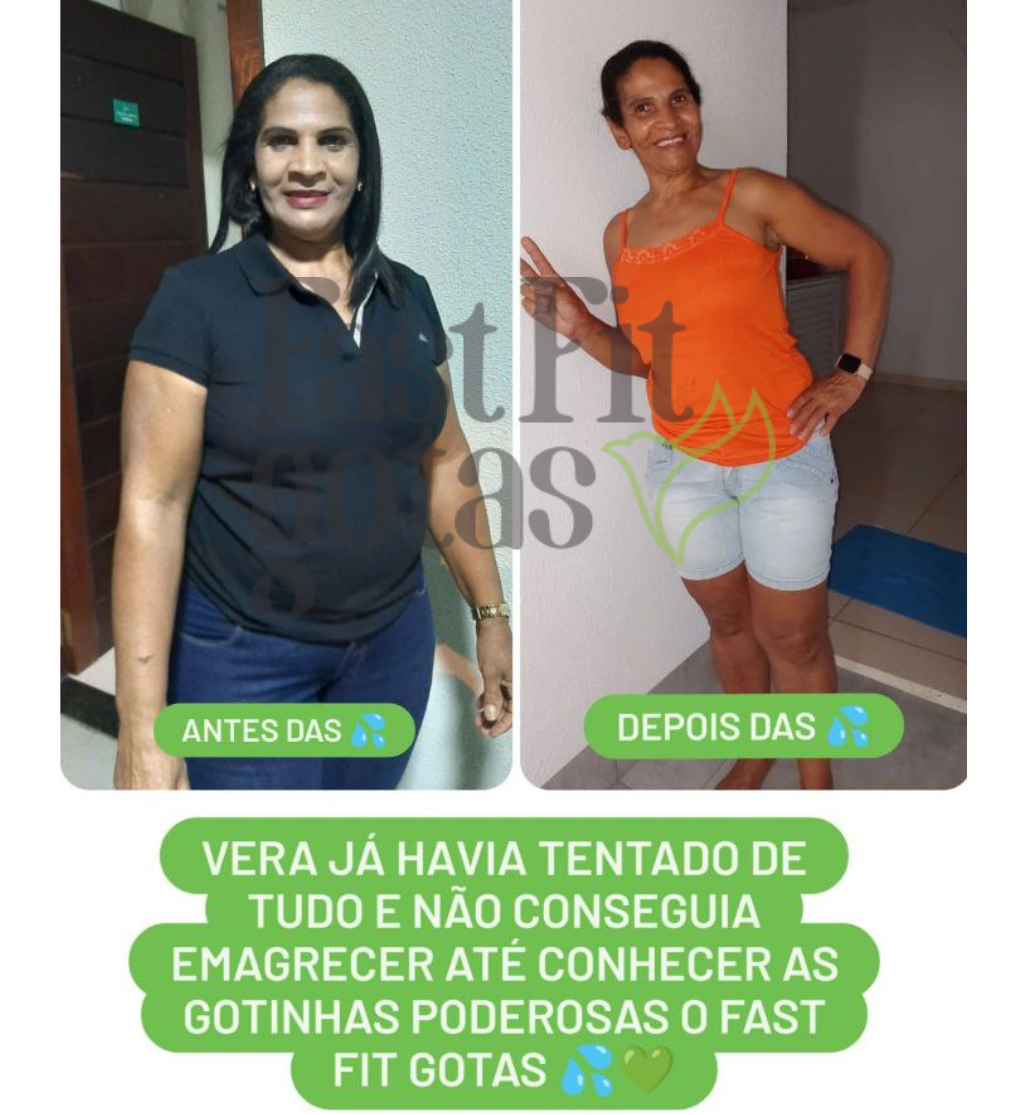 Fast Fit
gotas
ANTES DAS 💦
DEPOIS DAS 💦
VERA JÁ HAVIA TENTADO DE
TUDO E NÃO CONSEGUIA
EMAGRECER ATÉ CONHECER AS
GOTINHAS PODEROSAS O FAST
FIT GOTAS 💦💚